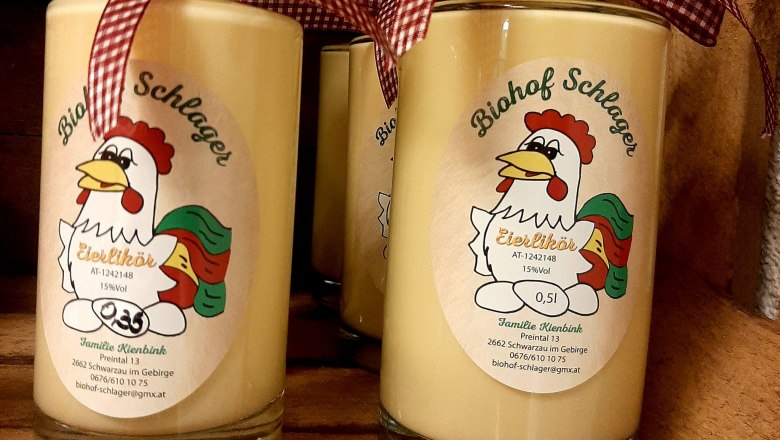 Biohof Schlager
Eierlikör
AT-1242148
15%Vol
0,35
Familie Kienbink
Preintal 13
2662 Schwarzau im Gebirge
0676/610 10 75
biohof-schlager@gmx.at
Biohof Schlager
Eierlikör
AT-1242148
15%Vol
0,5l
Familie Kienbink
Preintal 13
2662 Schwarzau im Gebirge
0676/610 10 75
biohof-schlager@gmx.at